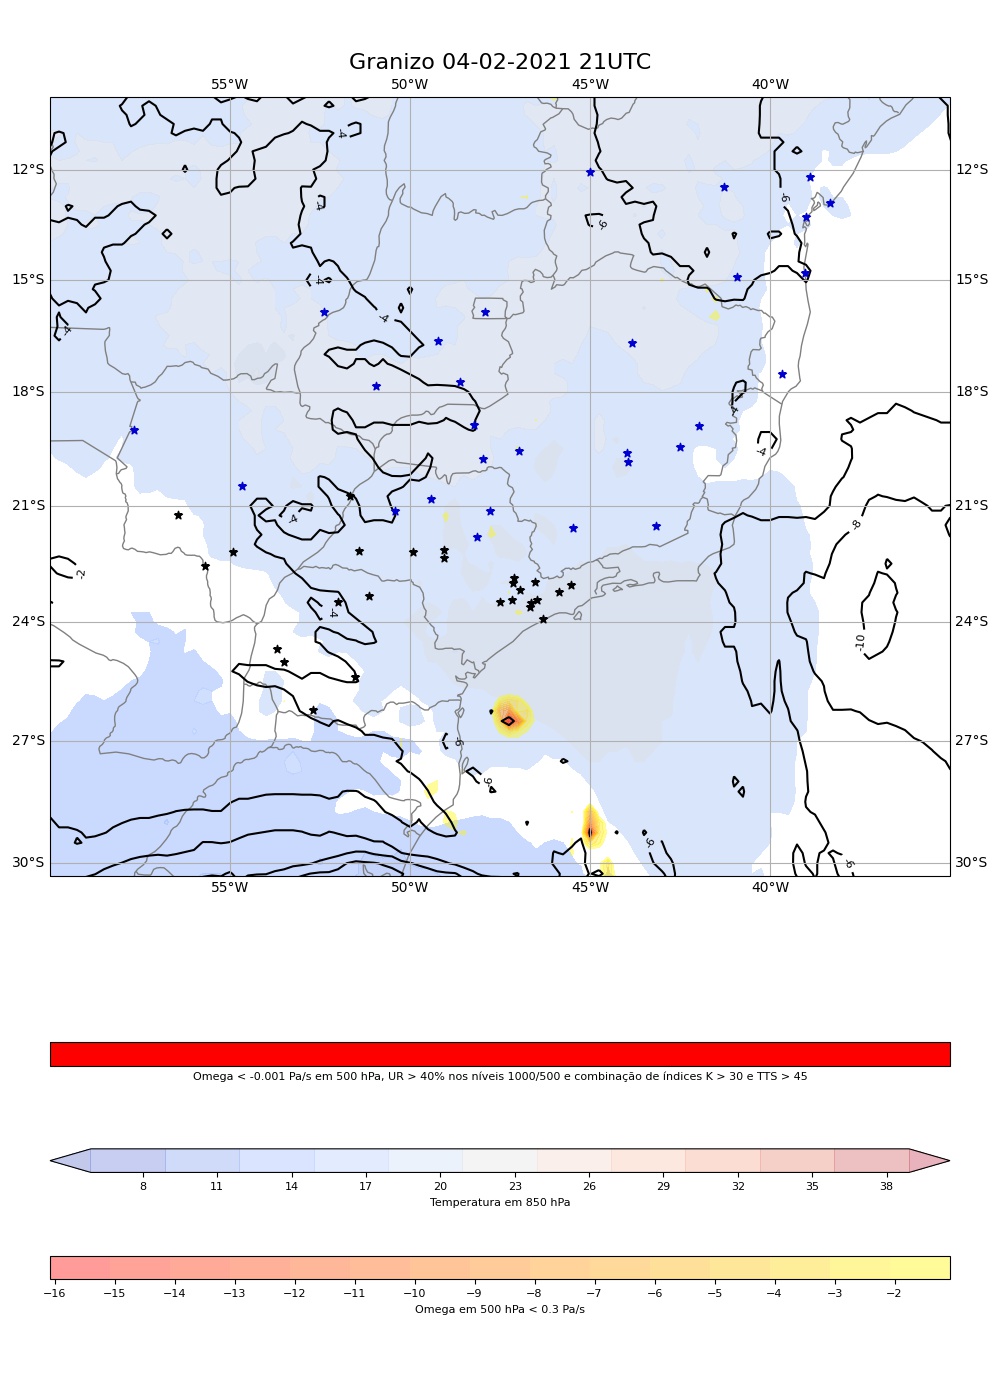 Granizo 04-02-2021 21UTC
55°W 50°W 45°W 40°W
12°S 12°S
15°S 15°S
18°S 18°S
21°S 21°S
24°S 24°S
27°S 27°S
30°S 30°S
-4
-4
-6
-6
-4
-4
-4
-4
-4
-4
-8
-2
-4
-10
-6
-6
-6
-6
55°W 50°W 45°W 40°W
Omega < -0.001 Pa/s em 500 hPa, UR > 40% nos níveis 1000/500 e combinação de índices K > 30 e TTS > 45
8 11 14 17 20 23 26 29 32 35 38
Temperatura em 850 hPa
−16 −15 −14 −13 −12 −11 −10 −9 −8 −7 −6 −5 −4 −3 −2
Omega em 500 hPa < 0.3 Pa/s